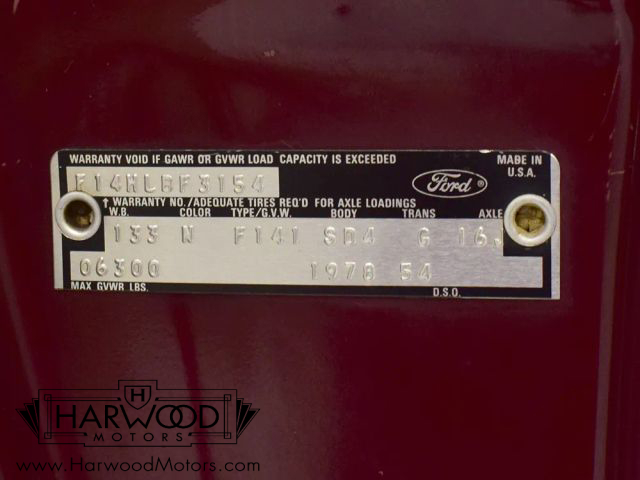 WARRANTY VOID IF GAWR OR GVWR LOAD CAPACITY IS EXCEEDED
MADE IN U.S.A.
F14HLBF3154
Ford®
↑ WARRANTY NO./ADEQUATE TIRES REQ'D FOR AXLE LOADINGS
W.B. COLOR TYPE/G.V.W. BODY TRANS AXLE
133 N F141 SD4 G 16
06300 1978 54
MAX GVWR LBS. D.S.O.
H
HARWOOD
MOTORS
www.HarwoodMotors.com